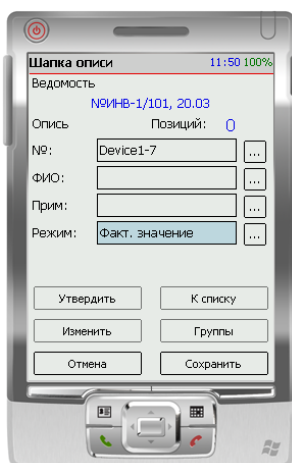 Шапка описи 11:50 100%
Ведомость
№ИНВ-1/101, 20.03
Опись Позиций: 0
№: Device1-7 ...
ФИО: ...
Прим: ...
Режим: Факт. значение ...
Утвердить К списку
Изменить Группы
Отмена Сохранить